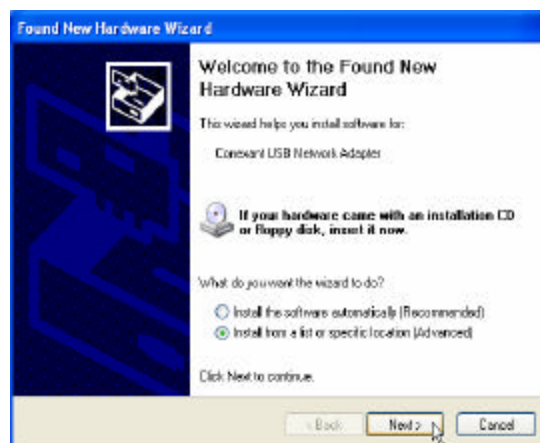 Found New Hardware Wizard
Welcome to the Found New
Hardware Wizard
This wizard helps you install software for:
Conexant USB Network Adapter
If your hardware came with an installation CD
or floppy disk, insert it now.
What do you want the wizard to do?
Install the software automatically (Recommended)
Install from a list or specific location (Advanced)
Click Next to continue.
< Back
Next >
Cancel